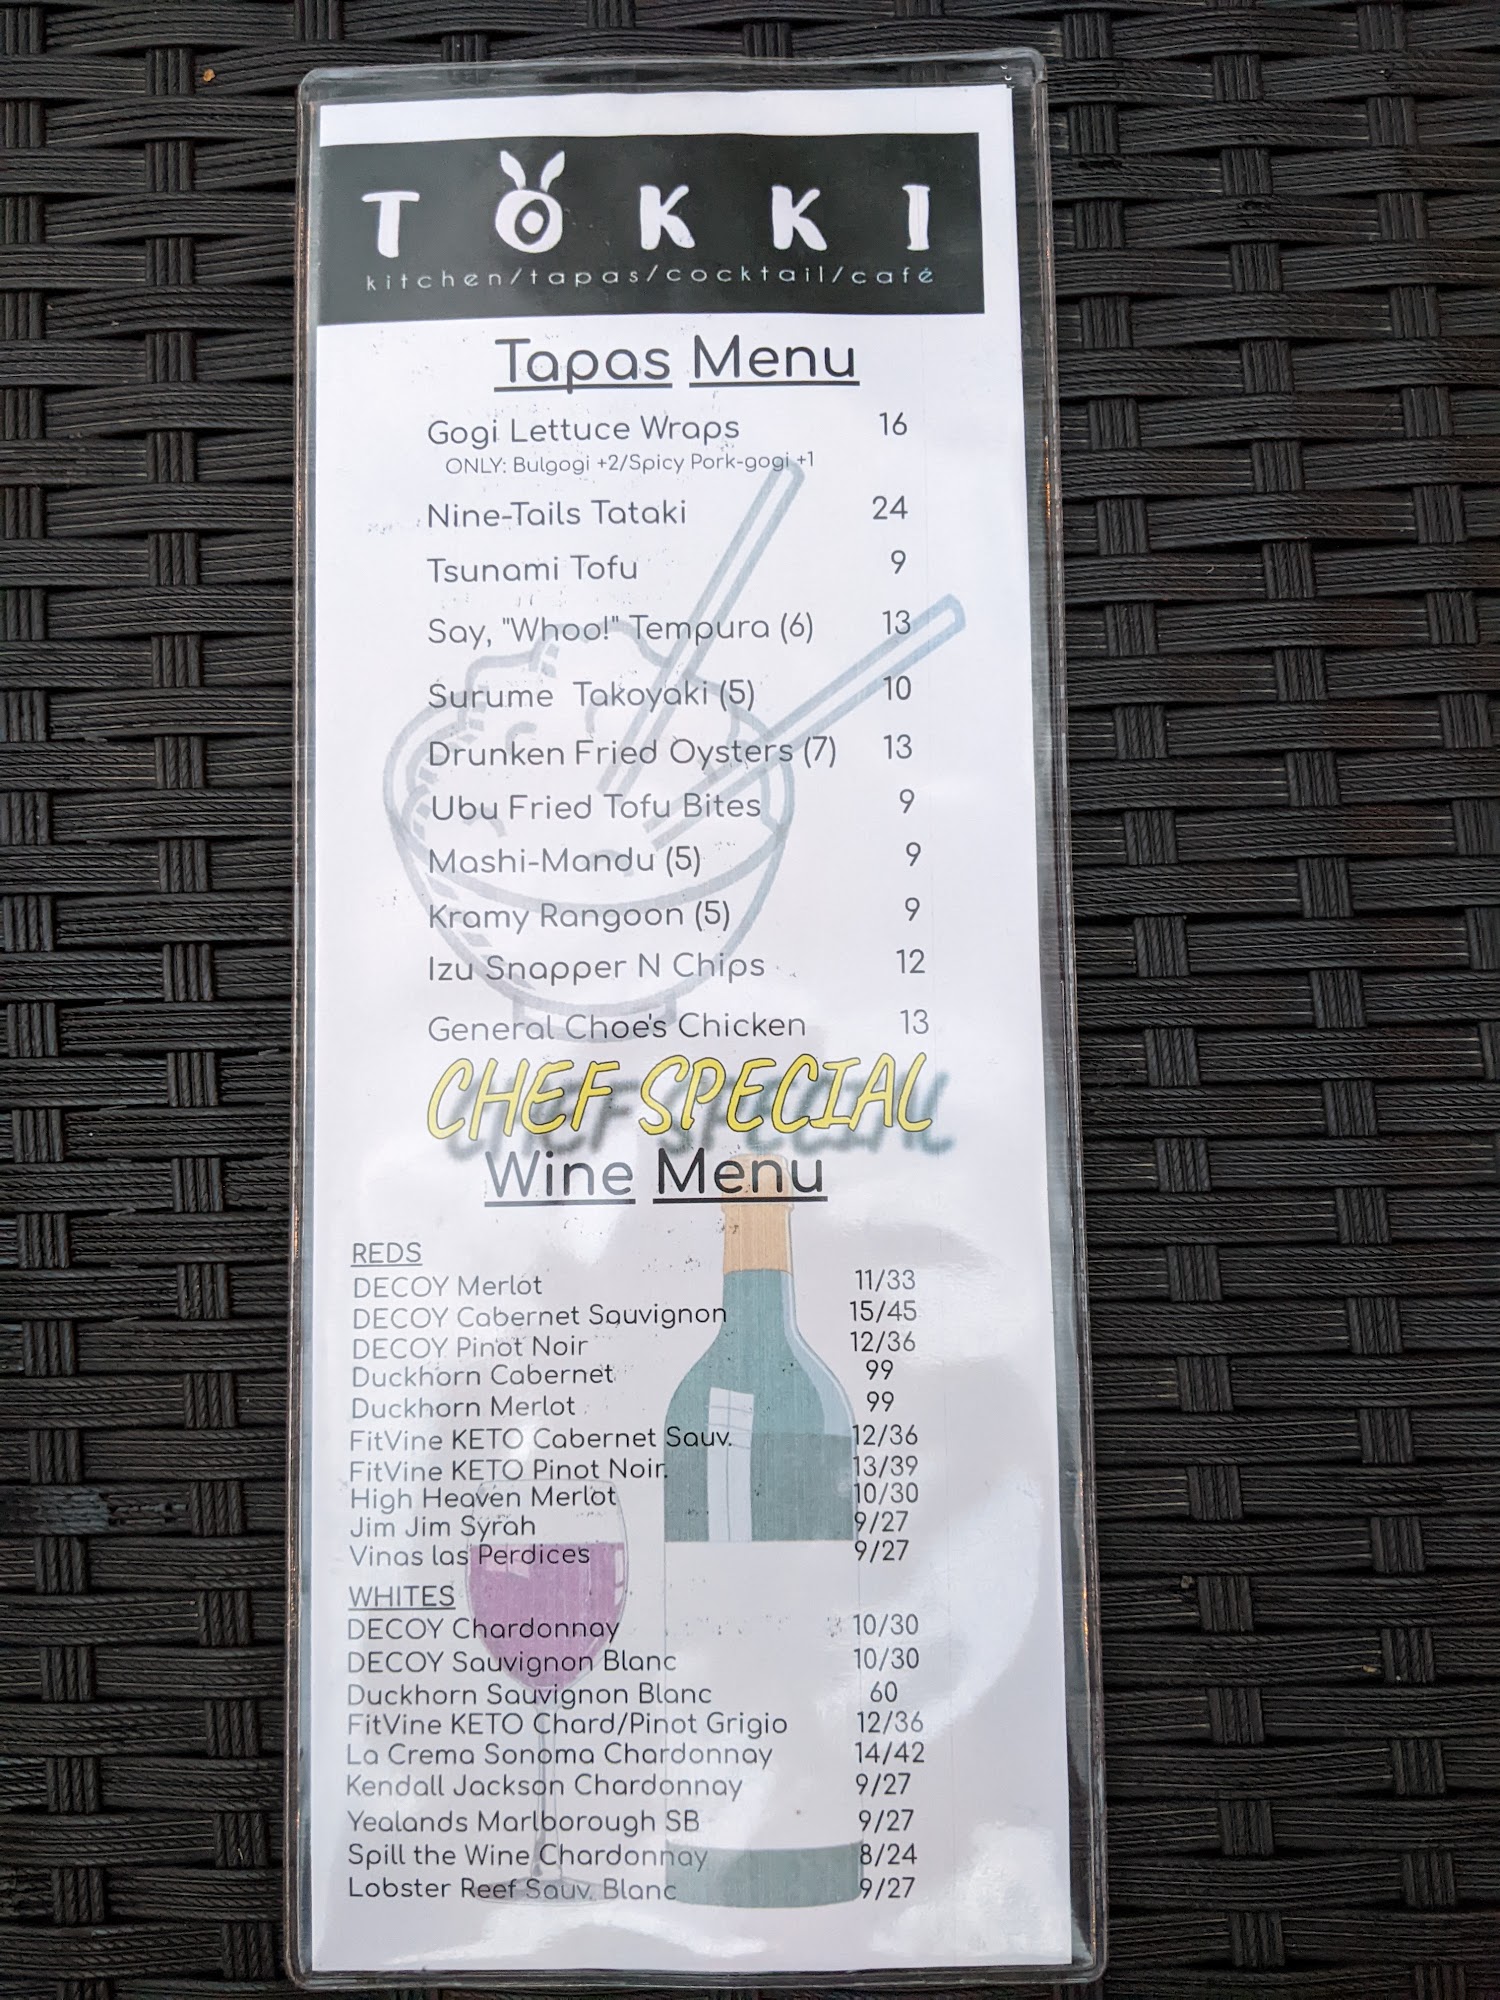 TOKKI
kitchen/tapas/cocktail/café
Tapas Menu
Gogi Lettuce Wraps 16
ONLY: Bulgogi +2/Spicy Pork-gogi +1
Nine-Tails Tataki 24
Tsunami Tofu 9
Say, "Whoo!" Tempura (6) 13
Surume Takoyaki (5) 10
Drunken Fried Oysters (7) 13
Ubu Fried Tofu Bites 9
Mashi-Mandu (5) 9
Kramy Rangoon (5) 9
Izu Snapper N Chips 12
General Choe's Chicken 13
CHEF SPECIAL
Wine Menu
REDS
DECOY Merlot 11/33
DECOY Cabernet Sauvignon 15/45
DECOY Pinot Noir 12/36
Duckhorn Cabernet 99
Duckhorn Merlot 99
FitVine KETO Cabernet Sauv. 12/36
FitVine KETO Pinot Noir. 13/39
High Heaven Merlot 10/30
Jim Jim Syrah 9/27
Vinas las Perdices 9/27
WHITES
DECOY Chardonnay 10/30
DECOY Sauvignon Blanc 10/30
Duckhorn Sauvignon Blanc 60
FitVine KETO Chard/Pinot Grigio 12/36
La Crema Sonoma Chardonnay 14/42
Kendall Jackson Chardonnay 9/27
Yealands Marlborough SB 9/27
Spill the Wine Chardonnay 8/24
Lobster Reef Sauv. Blanc 9/27